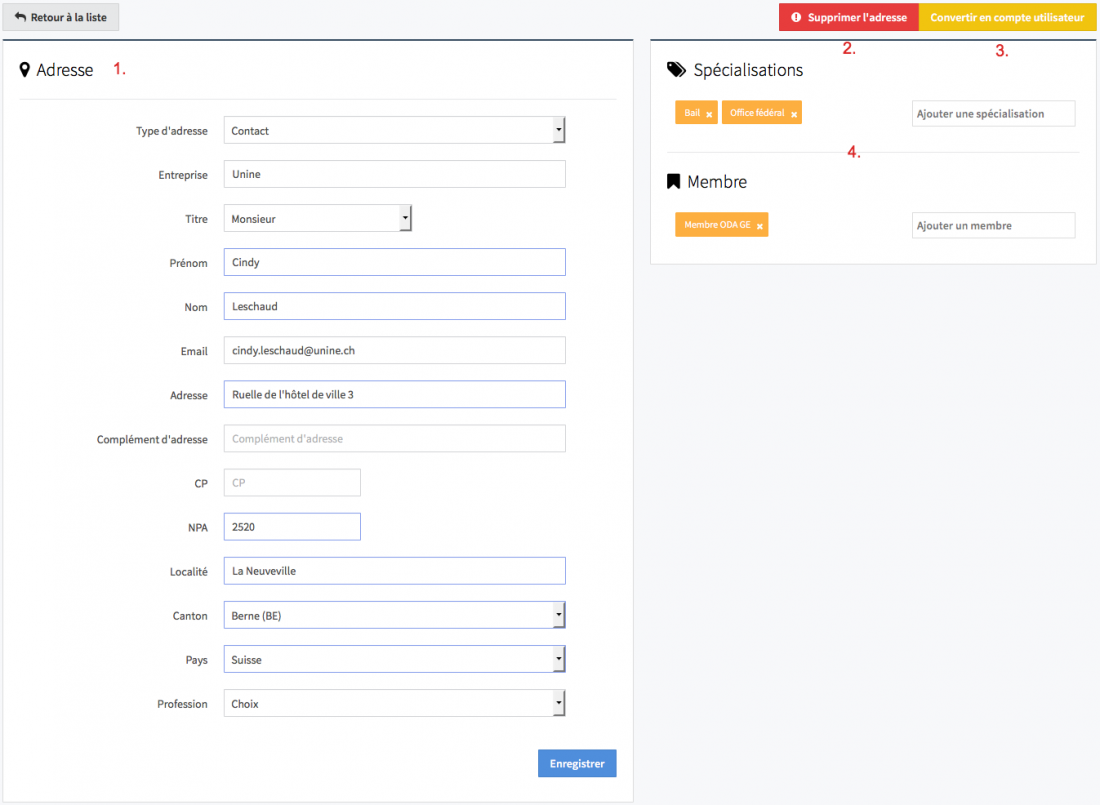 Retour à la liste
Supprimer l'adresse
Convertir en compte utilisateur
Adresse 1.
Type d'adresse Contact
Entreprise Unine
Titre Monsieur
Prénom Cindy
Nom Leschaud
Email cindy.leschaud@unine.ch
Adresse Ruelle de l'hôtel de ville 3
Complément d'adresse Complément d'adresse
CP CP
NPA 2520
Localité La Neuveville
Canton Berne (BE)
Pays Suisse
Profession Choix
Enregistrer
2.
3.
Spécialisations
Bail x Office fédéral x Ajouter une spécialisation
4.
Membre
Membre ODA GE x Ajouter un membre